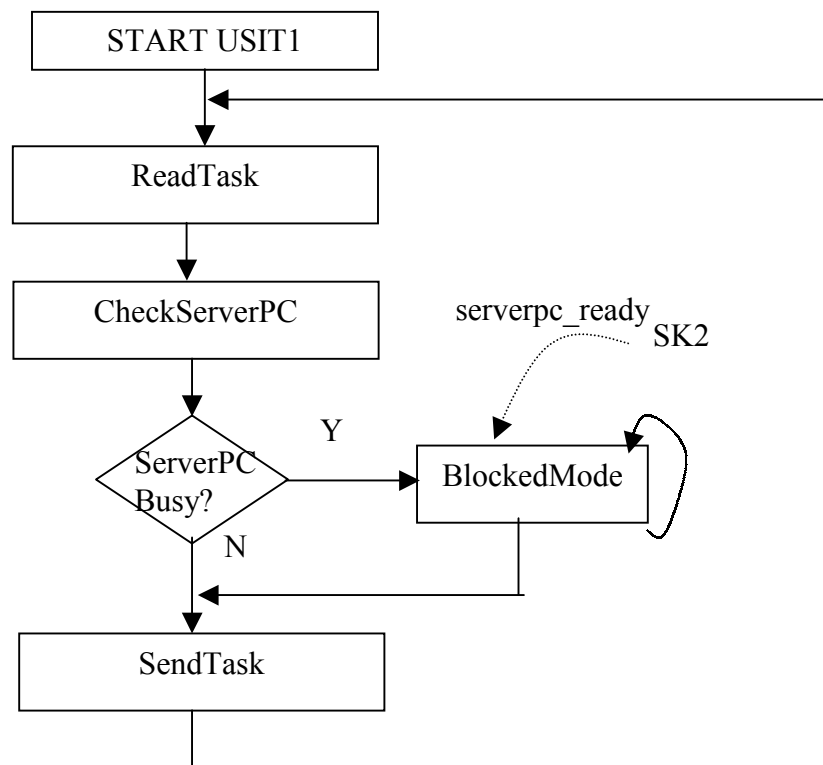 START USIT1
ReadTask
CheckServerPC
serverpc_ready
SK2
Y
ServerPC
Busy?
BlockedMode
N
SendTask